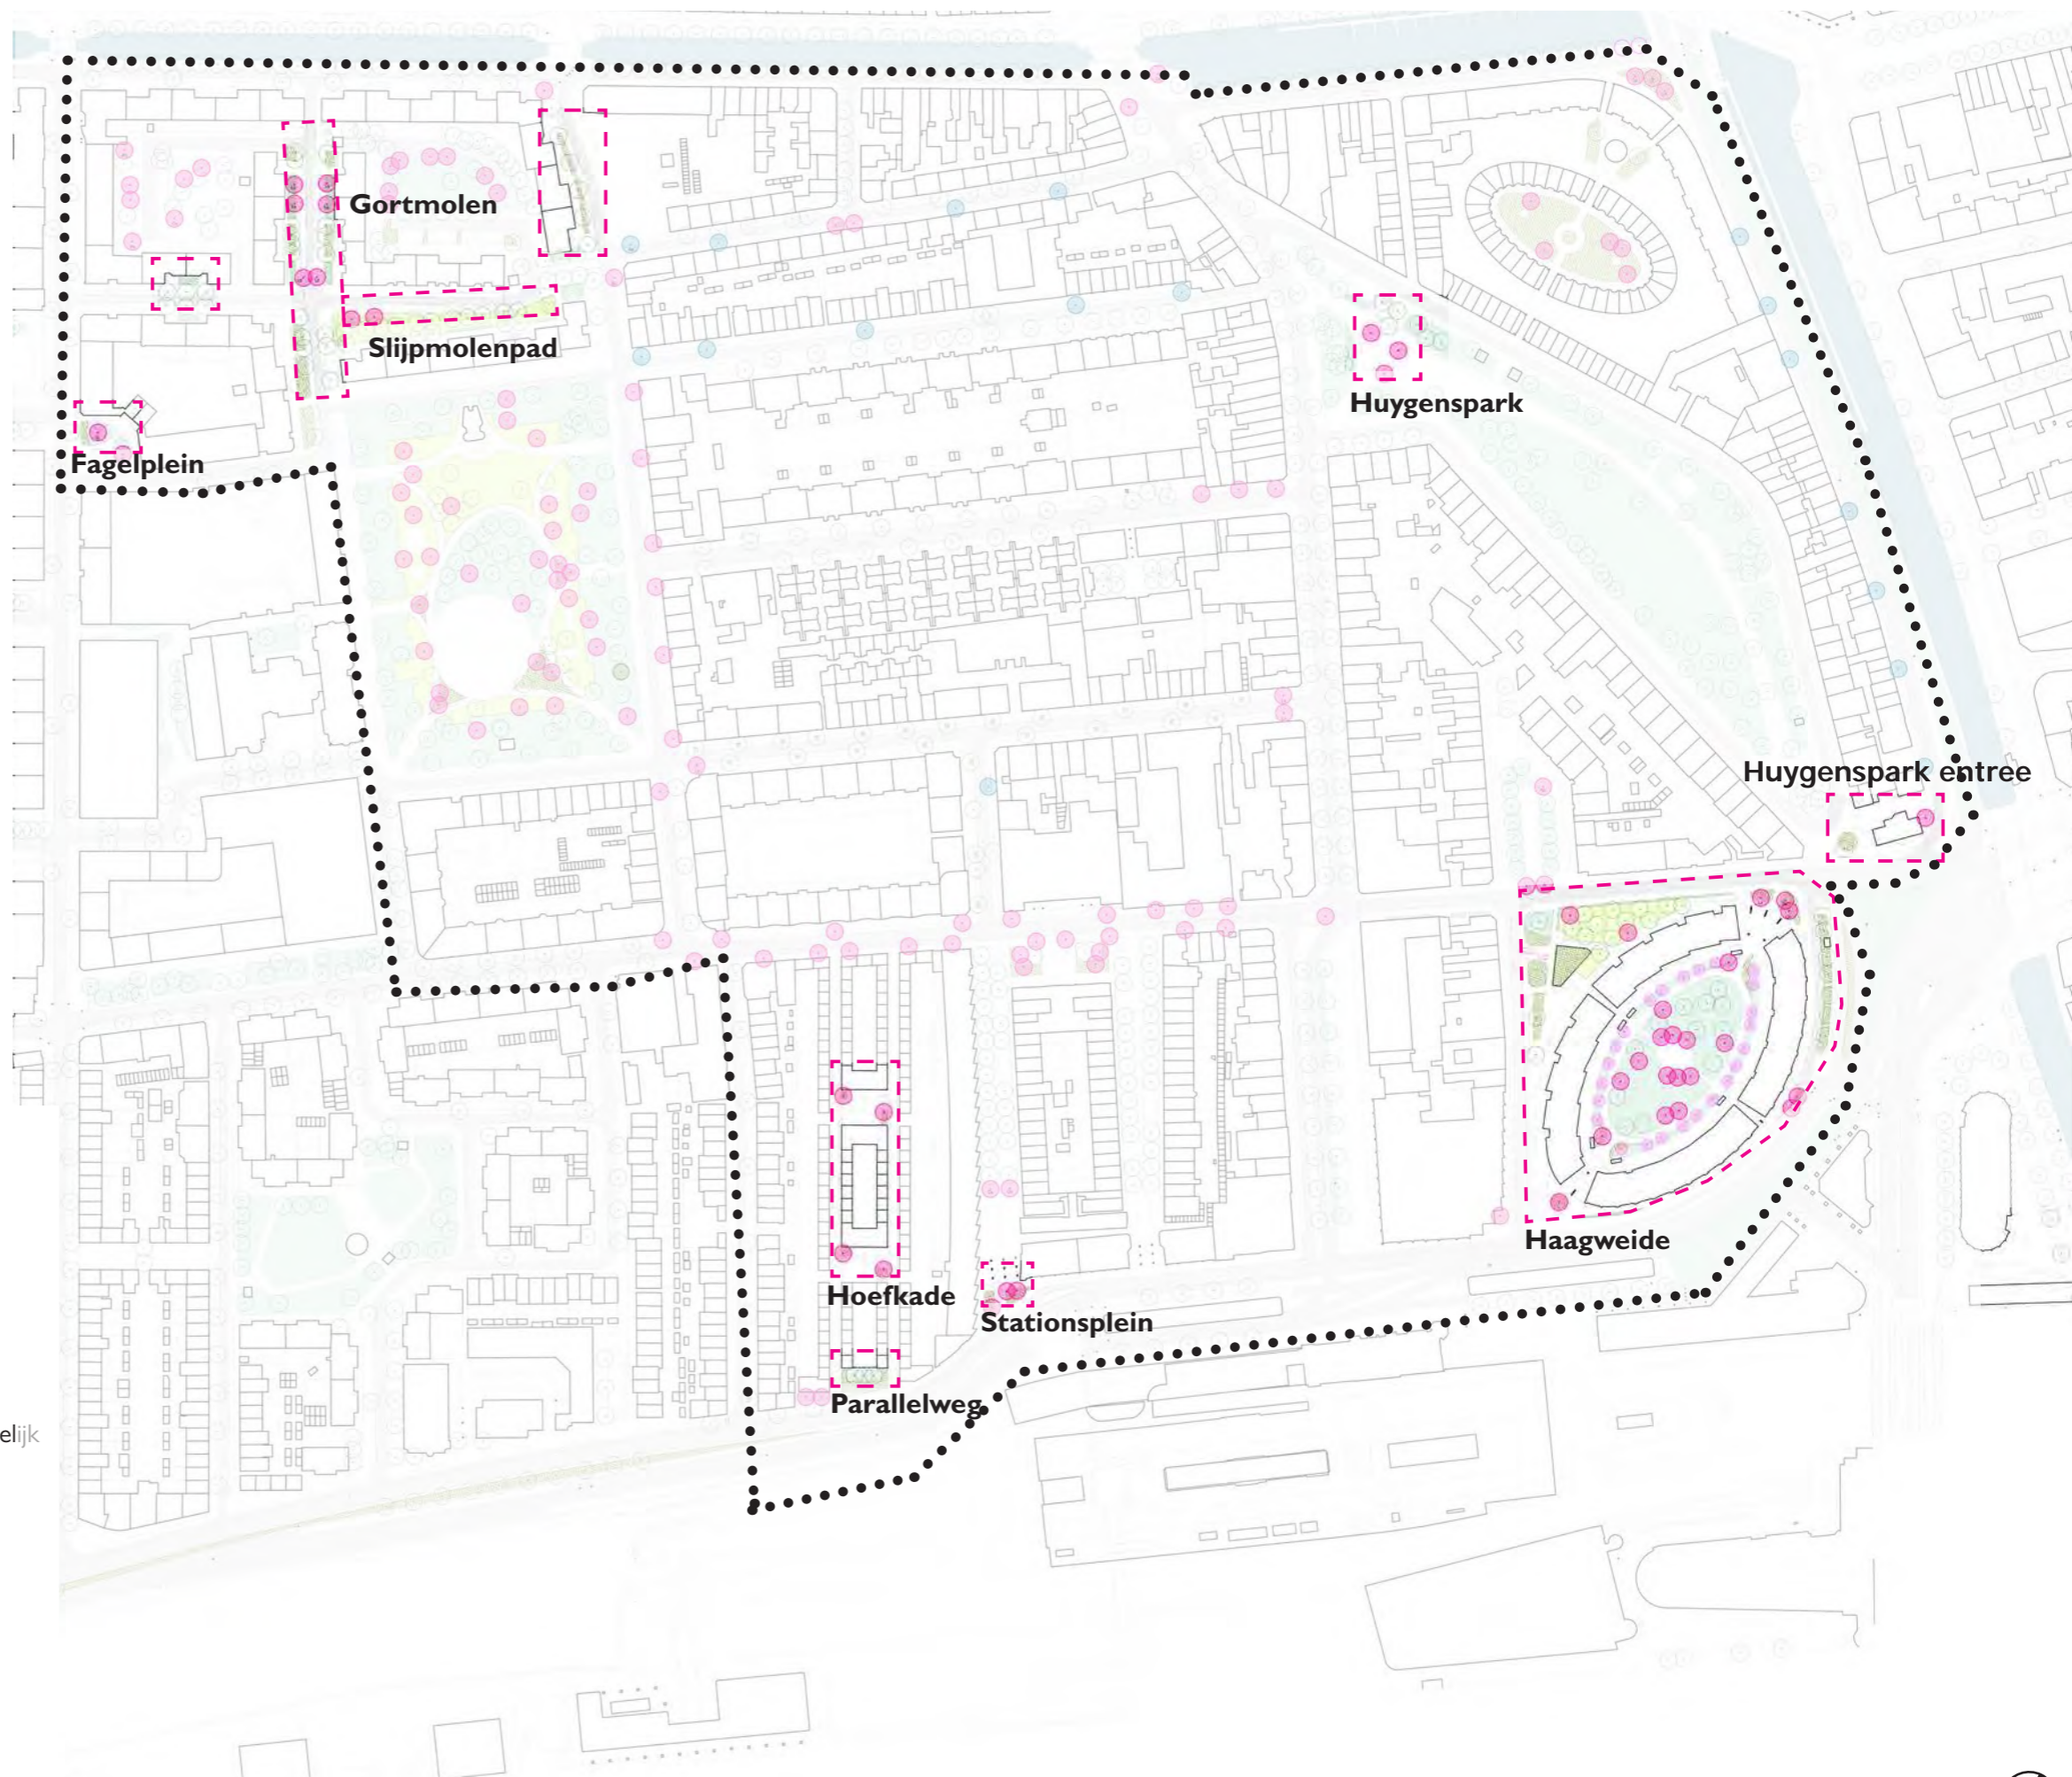 Gortmolen
Slijpmolenpad
Huygenspark
Fagelplein
Huygenspark entree
Haagweide
Hoefkade
Stationsplein
Parallelweg
elijk